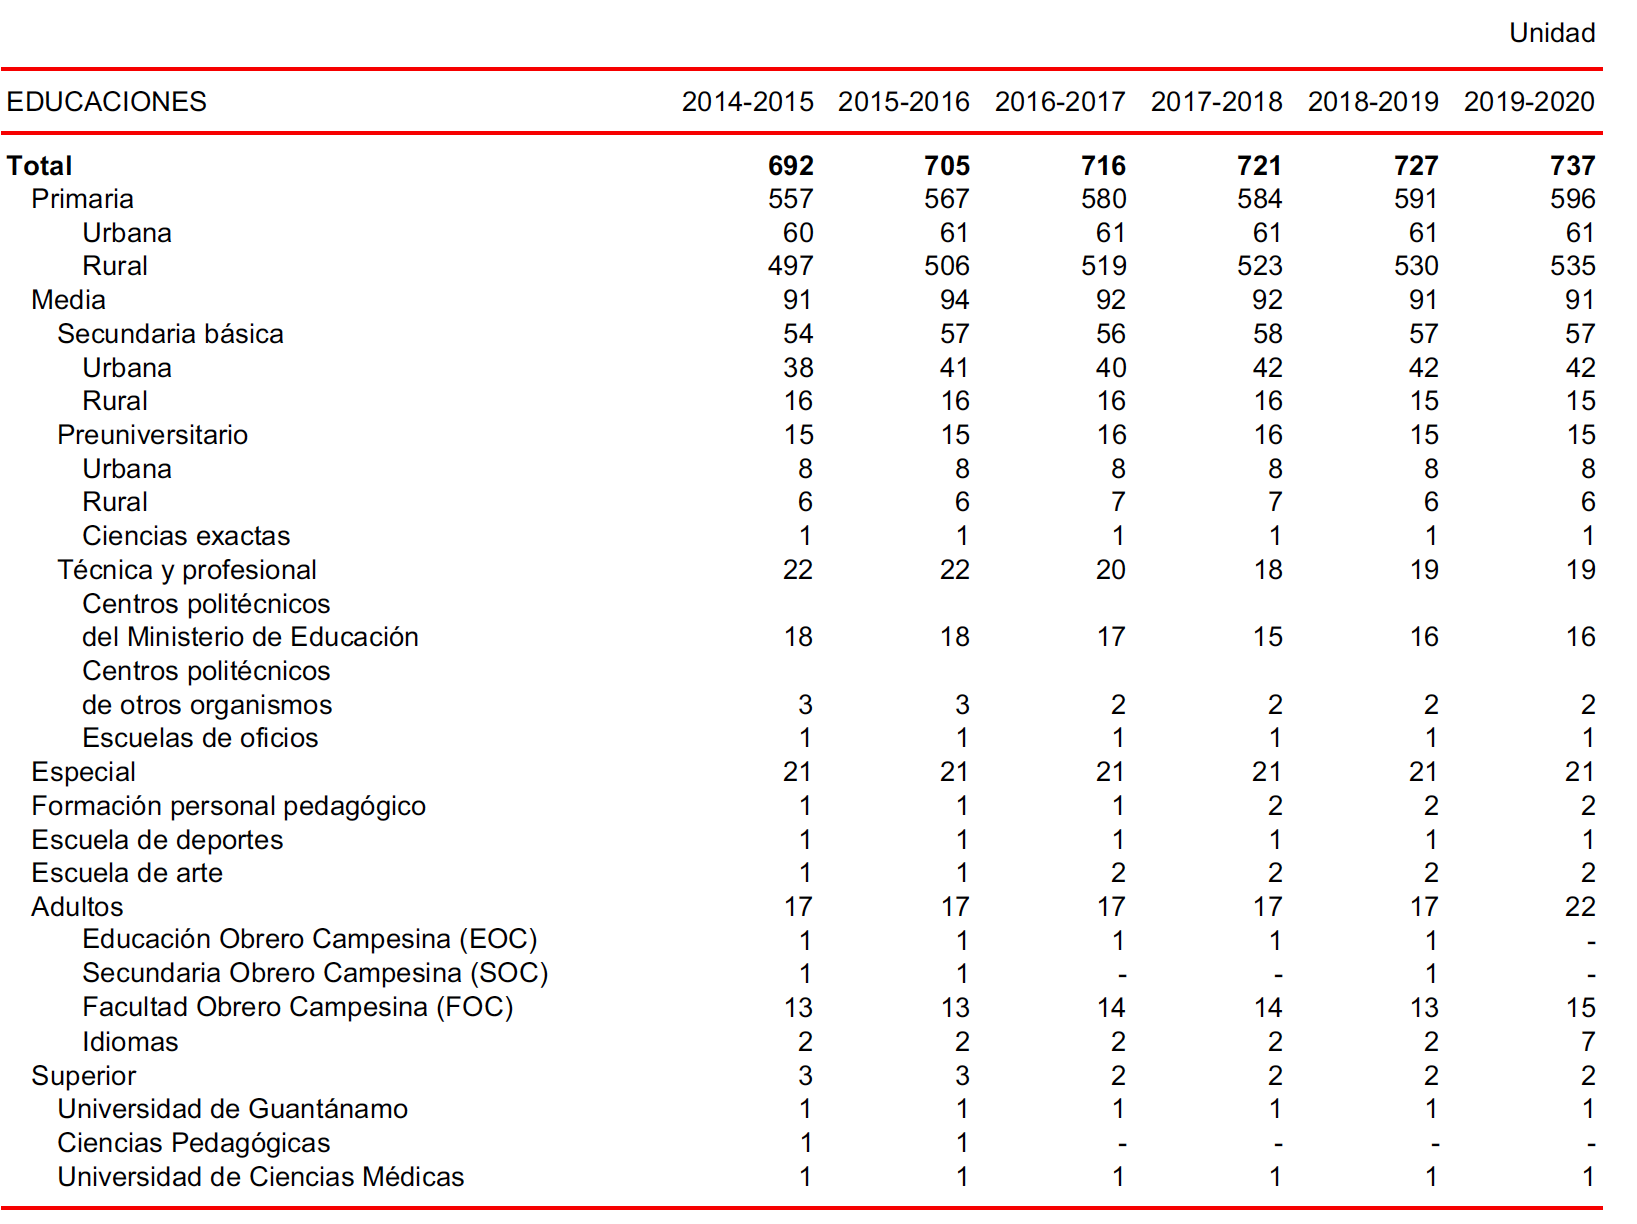 Unidad
EDUCACIONES 2014-2015 2015-2016 2016-2017 2017-2018 2018-2019 2019-2020
Total 692 705 716 721 727 737
Primaria 557 567 580 584 591 596
Urbana 60 61 61 61 61 61
Rural 497 506 519 523 530 535
Media 91 94 92 92 91 91
Secundaria básica 54 57 56 58 57 57
Urbana 38 41 40 42 42 42
Rural 16 16 16 16 15 15
Preuniversitario 15 15 16 16 15 15
Urbana 8 8 8 8 8 8
Rural 6 6 7 7 6 6
Ciencias exactas 1 1 1 1 1 1
Técnica y profesional 22 22 20 18 19 19
Centros politécnicos
del Ministerio de Educación 18 18 17 15 16 16
Centros politécnicos
de otros organismos 3 3 2 2 2 2
Escuelas de oficios 1 1 1 1 1 1
Especial 21 21 21 21 21 21
Formación personal pedagógico 1 1 1 2 2 2
Escuela de deportes 1 1 1 1 1 1
Escuela de arte 1 1 2 2 2 2
Adultos 17 17 17 17 17 22
Educación Obrero Campesina (EOC) 1 1 1 1 1 -
Secundaria Obrero Campesina (SOC) 1 1 - - 1 -
Facultad Obrero Campesina (FOC) 13 13 14 14 13 15
Idiomas 2 2 2 2 2 7
Superior 3 3 2 2 2 2
Universidad de Guantánamo 1 1 1 1 1 1
Ciencias Pedagógicas 1 1 - - - -
Universidad de Ciencias Médicas 1 1 1 1 1 1